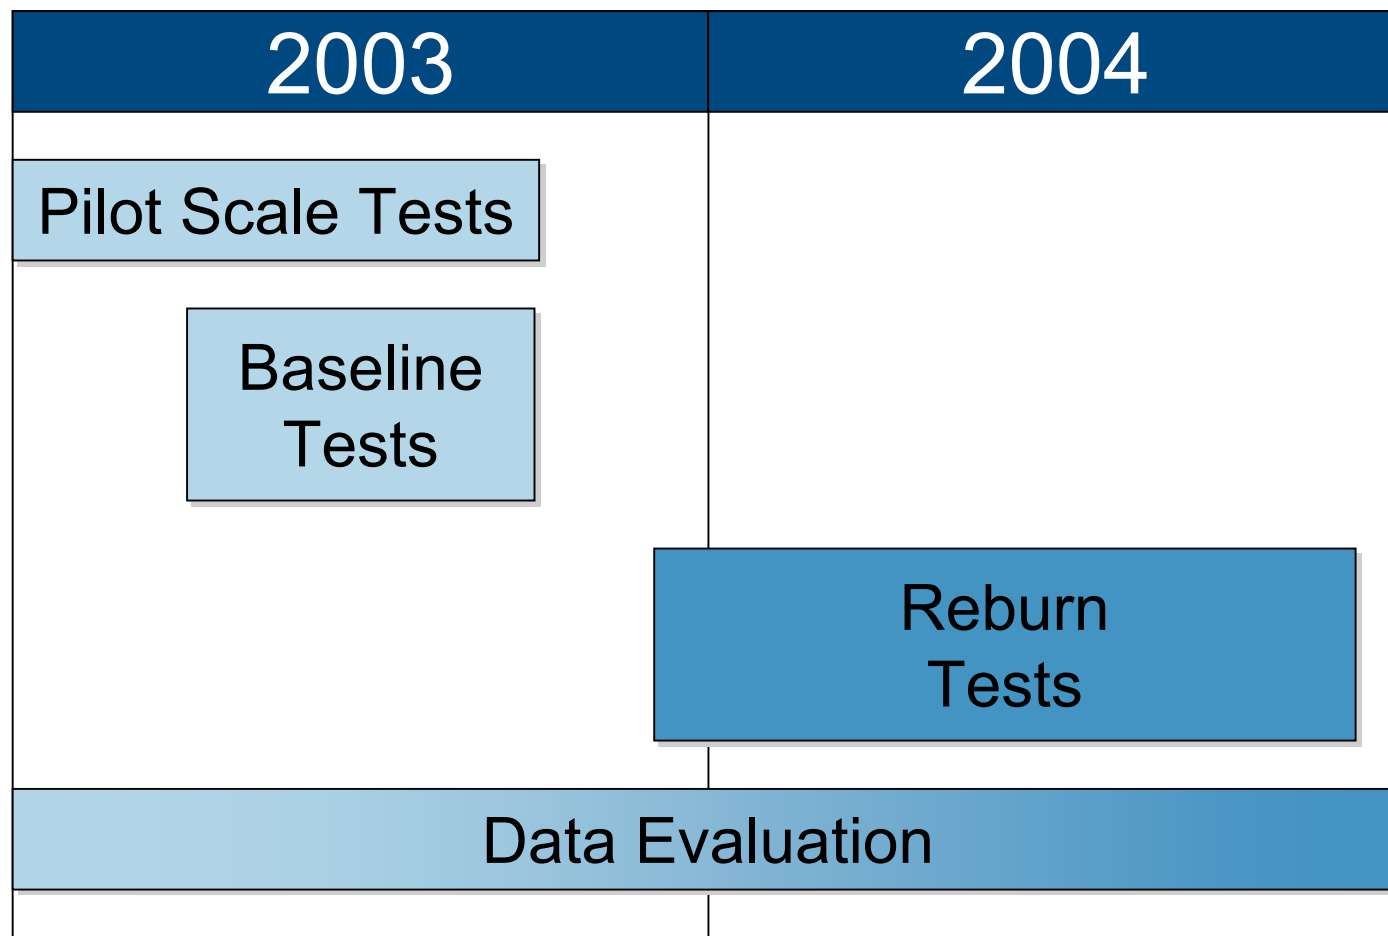 2003
2004
Pilot Scale Tests
Baseline
Tests
Reburn
Tests
Data Evaluation